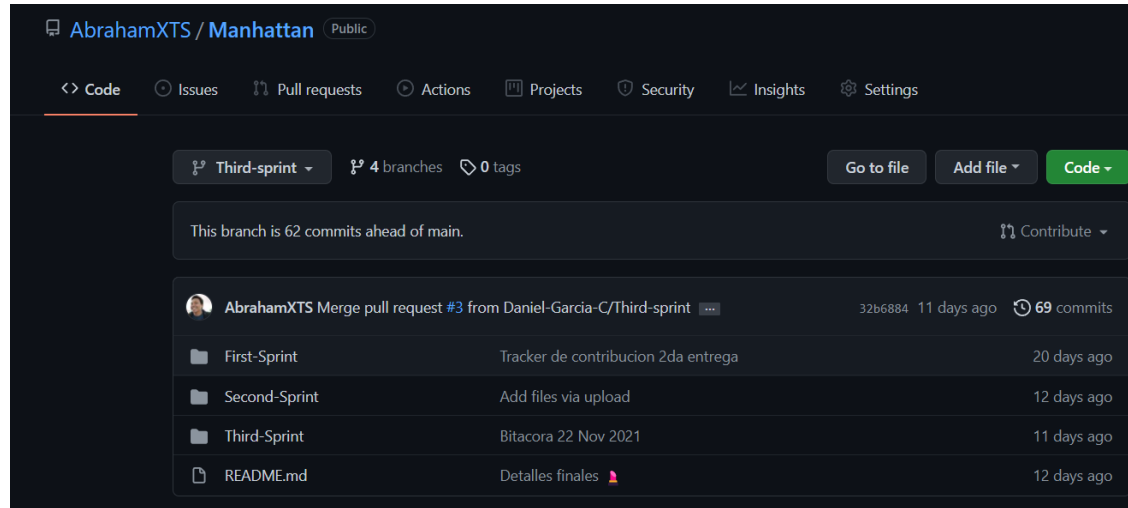 AbrahamXTS / Manhattan Public
Code Issues Pull requests Actions Projects Security Insights Settings
Third-sprint 4 branches 0 tags Go to file Add file Code
This branch is 62 commits ahead of main. Contribute
AbrahamXTS Merge pull request #3 from Daniel-Garcia-C/Third-sprint ... 32b6884 11 days ago 69 commits
First-Sprint Tracker de contribucion 2da entrega 20 days ago
Second-Sprint Add files via upload 12 days ago
Third-Sprint Bitacora 22 Nov 2021 11 days ago
README.md Detalles finales 12 days ago